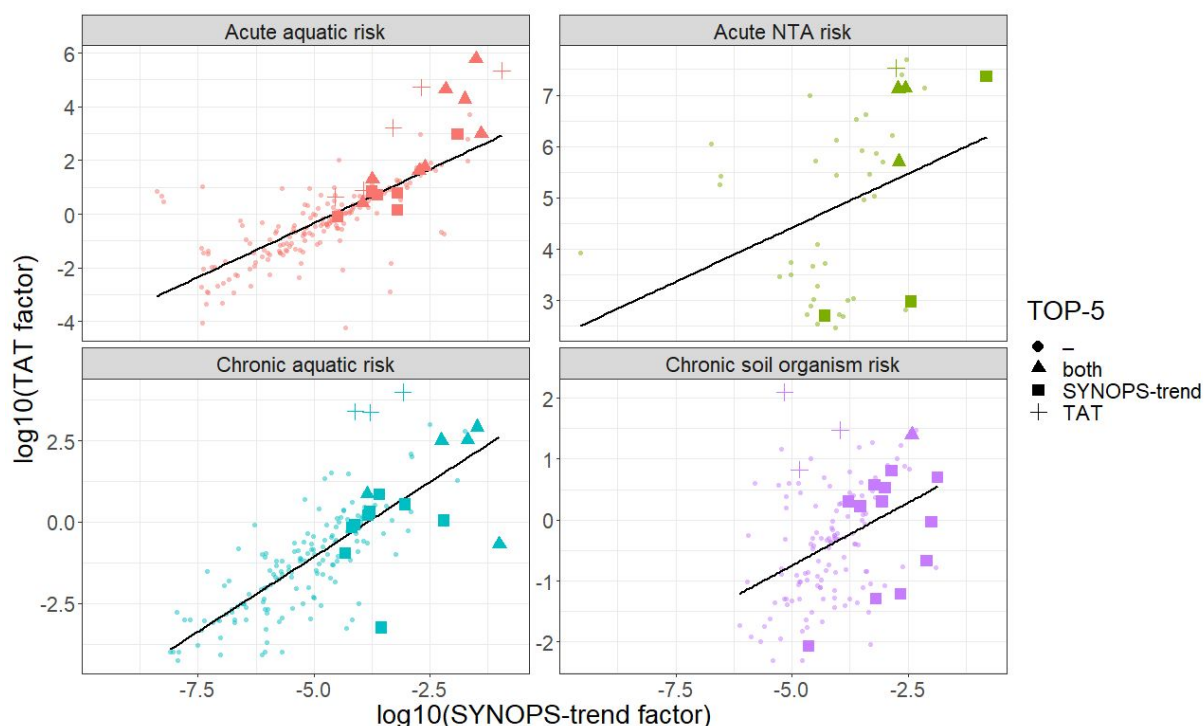 Acute aquatic risk
Acute NTA risk
6
4
2
0
-2
-4
7
6
5
4
3
Chronic aquatic risk
Chronic soil organism risk
2.5
0.0
-2.5
2
1
0
-1
-2
-7.5 -5.0 -2.5
-7.5 -5.0 -2.5
log10(SYNOPS-trend factor)
log10(TAT factor)
TOP-5
–
both
SYNOPS-trend
TAT